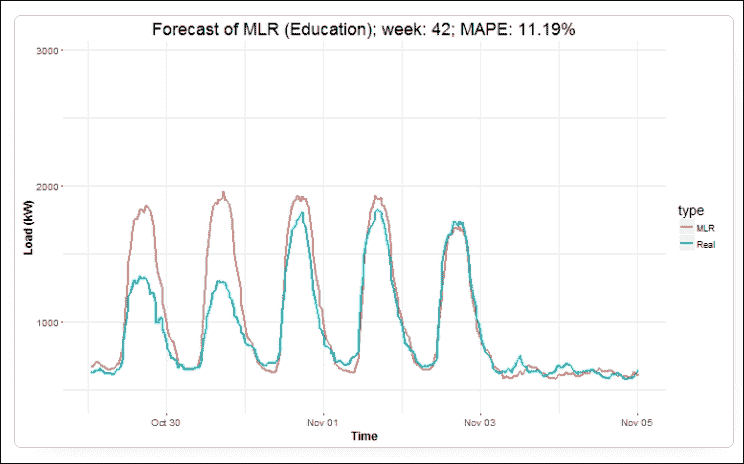 Forecast of MLR (Education); week: 42; MAPE: 11.19%
3000
2000
1000
Load (kW)
Oct 30
Nov 01
Nov 03
Nov 05
Time
type
MLR
Real